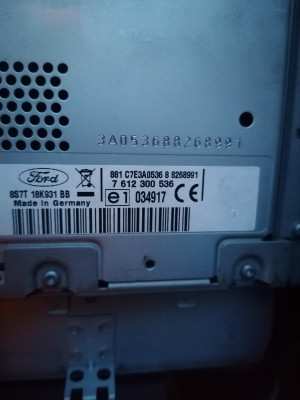 3A053688268991
Ford
881 C7E3A0536 8 8268991
7 612 300 536
8S7T 18K931 BB
Made in Germany
e1 034917 CE